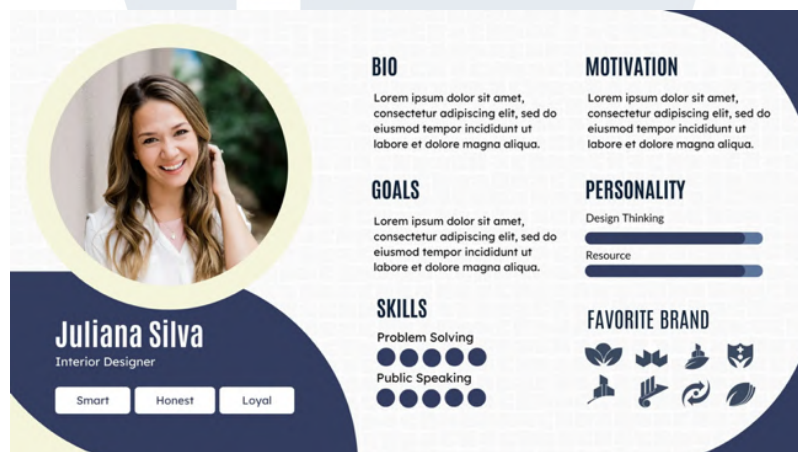 Juliana Silva
Interior Designer
Smart
Honest
Loyal
BIO
Lorem ipsum dolor sit amet,
consectetur adipiscing elit, sed do
eiusmod tempor incididunt ut
labore et dolore magna aliqua.
GOALS
Lorem ipsum dolor sit amet,
consectetur adipiscing elit, sed do
eiusmod tempor incididunt ut
labore et dolore magna aliqua.
SKILLS
Problem Solving
Public Speaking
MOTIVATION
Lorem ipsum dolor sit amet,
consectetur adipiscing elit, sed do
eiusmod tempor incididunt ut
labore et dolore magna aliqua.
PERSONALITY
Design Thinking
Resource
FAVORITE BRAND